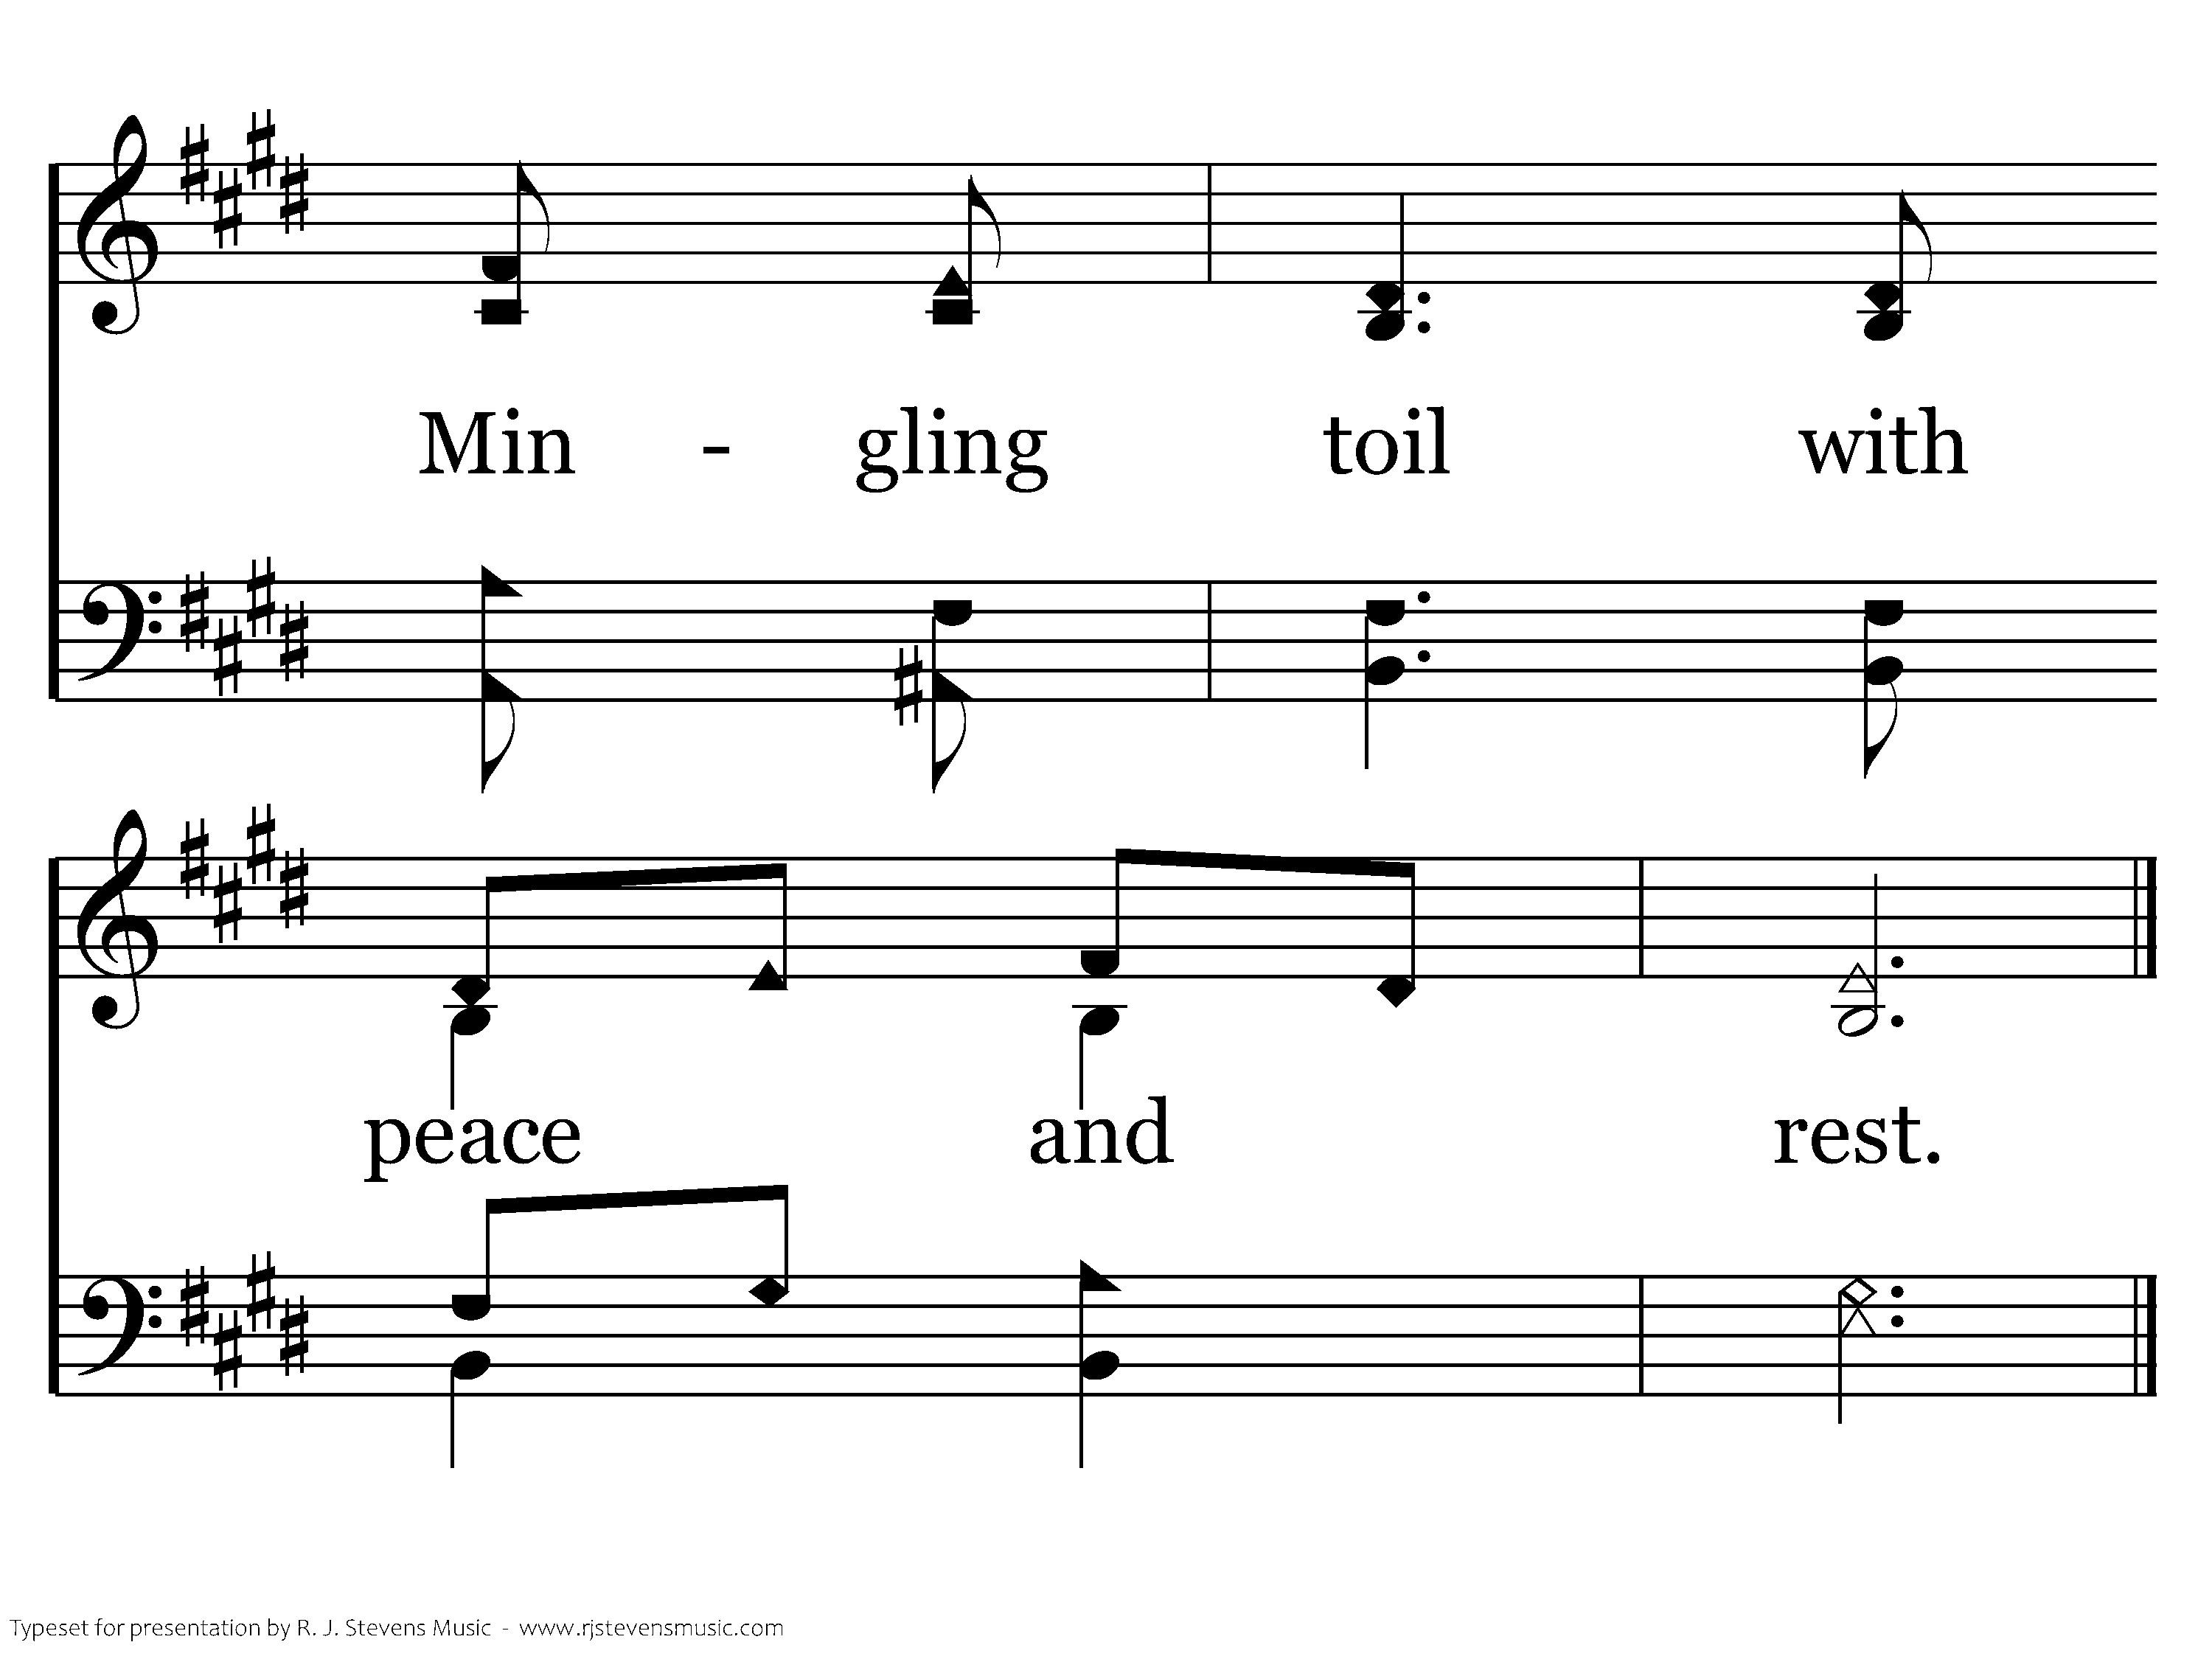 Min - gling toil with
peace and rest.
Typeset for presentation by R. J. Stevens Music - www.rjstevensmusic.com